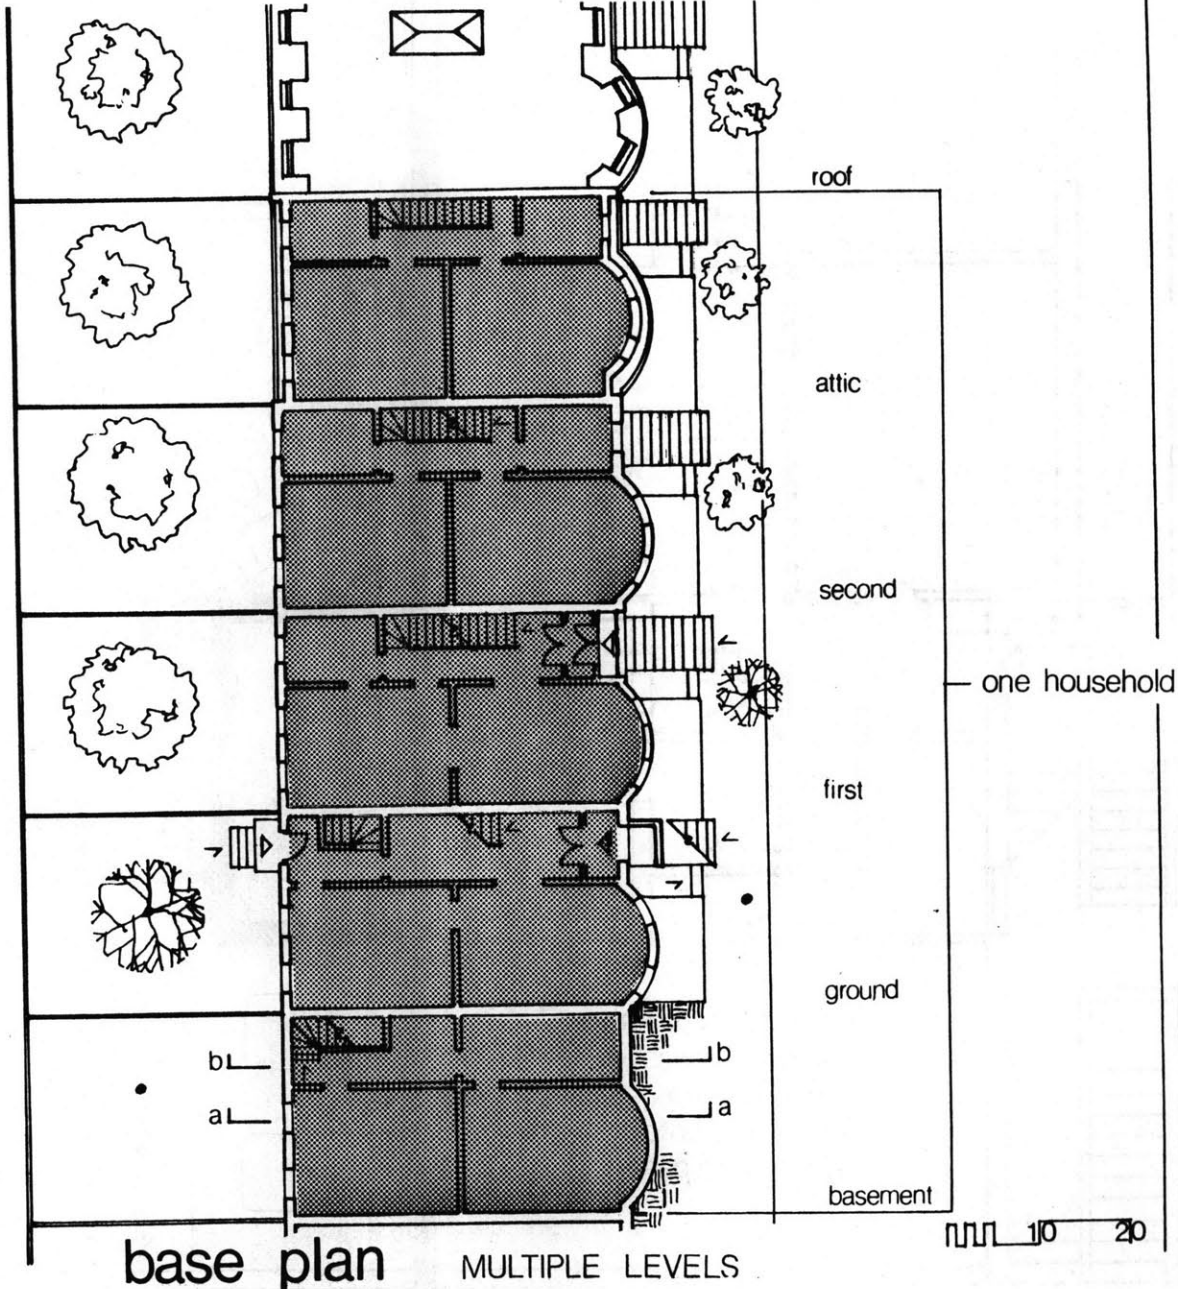 roof
attic
second
one household
first
ground
b b
a a
basement
10 20
base plan MULTIPLE LEVELS